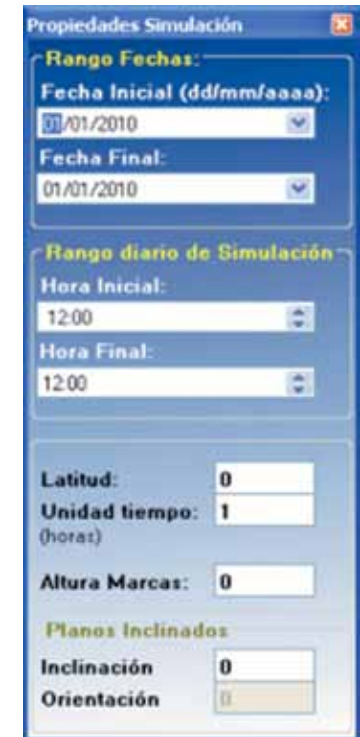 Propiedades Simulación
Rango Fechas:
Fecha Inicial (dd/mm/aaaa):
01/01/2010
Fecha Final:
01/01/2010
Rango diario de Simulación
Hora Inicial:
12:00
Hora Final:
12:00
Latitud: 0
Unidad tiempo: 1
(horas)
Altura Marcas: 0
Planos Inclinados
Inclinación 0
Orientación 0